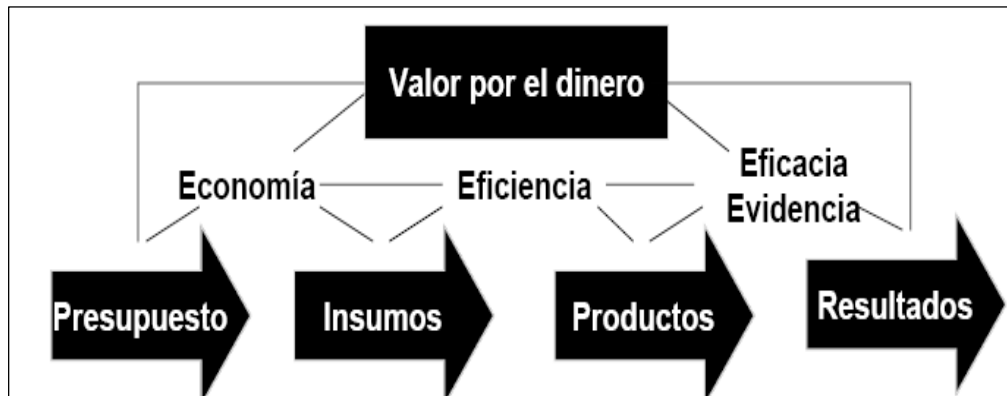 Valor por el dinero
Economía
Eficiencia
Eficacia
Evidencia
Presupuesto
Insumos
Productos
Resultados